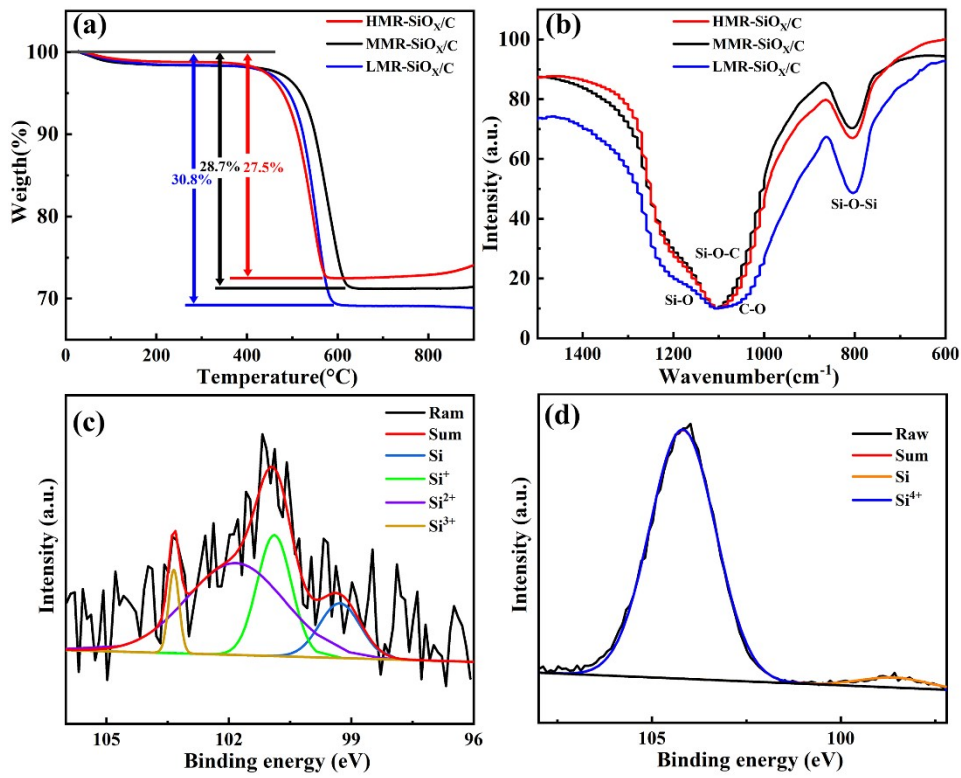 (a)
HMR-SiOX/C
MMR-SiOX/C
LMR-SiOX/C
100
90
80
70
Weigth(%)
30.8%
28.7%
27.5%
0
200
400
600
800
Temperature(°C)
(b)
HMR-SiOX/C
MMR-SiOX/C
LMR-SiOX/C
100
80
60
40
20
0
Intensity (a.u.)
Si-O-Si
Si-O-C
Si-O
C-O
1400
1200
1000
800
600
Wavenumber(cm-1)
(c)
Ram
Sum
Si
Si+
Si2+
Si3+
Intensity (a.u.)
105
102
99
96
Binding energy (eV)
(d)
Raw
Sum
Si
Si4+
Intensity (a.u.)
104
100
Binding energy (eV)